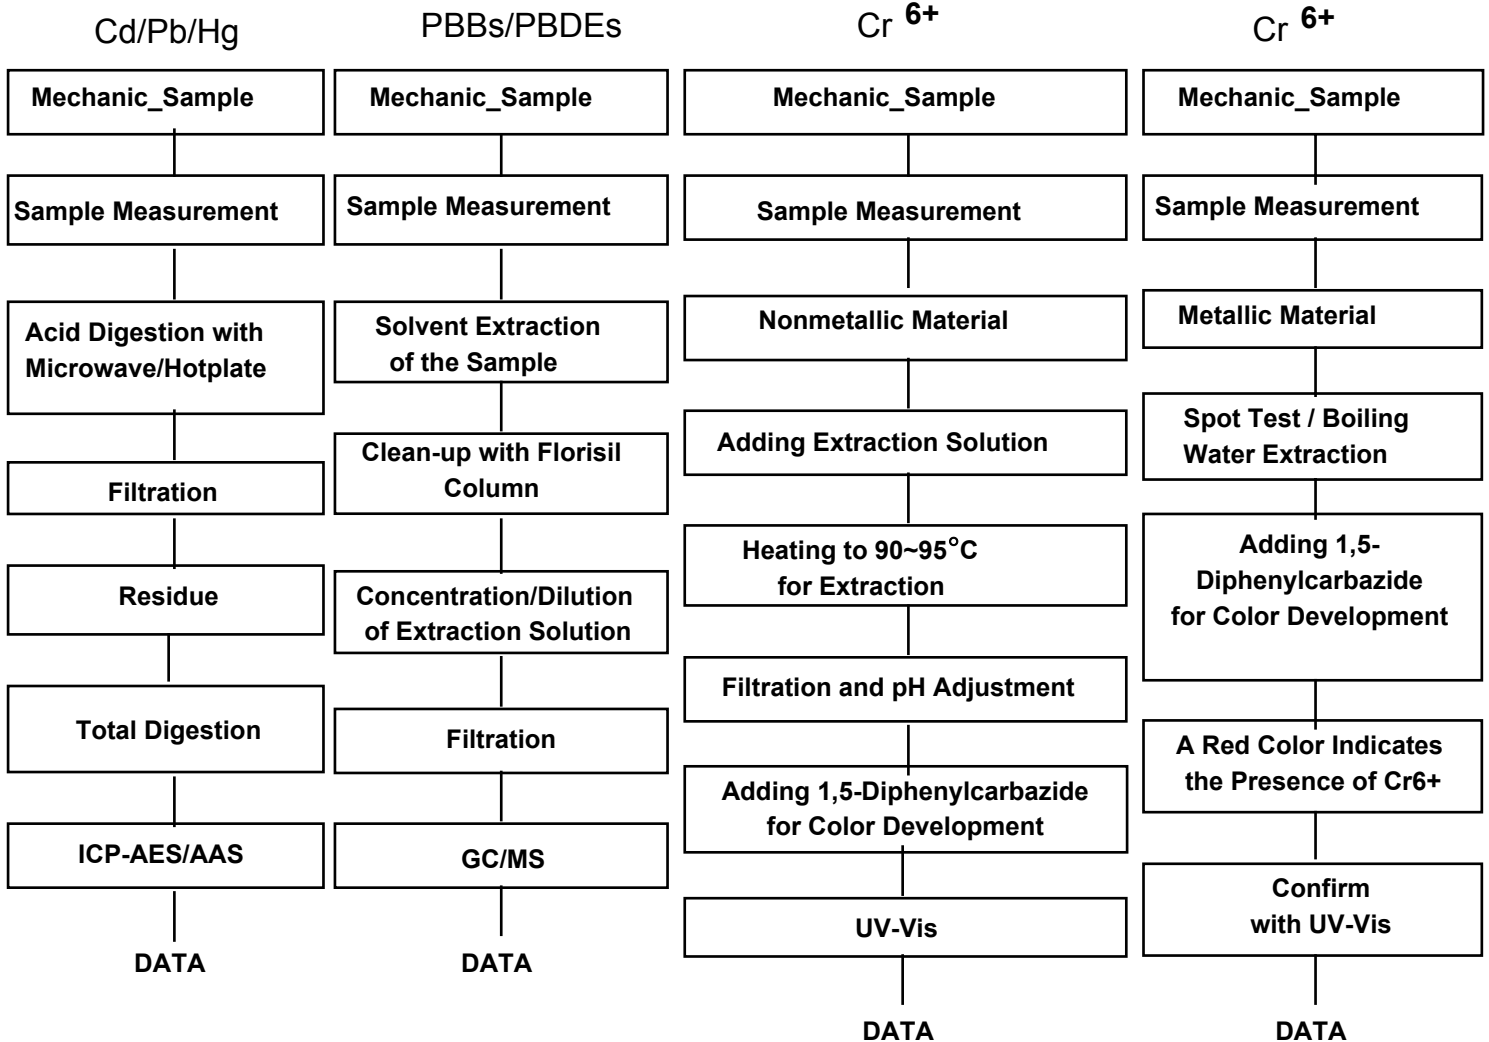 Cd/Pb/Hg
Mechanic_Sample
Sample Measurement
Acid Digestion with
Microwave/Hotplate
Filtration
Residue
Total Digestion
ICP-AES/AAS
DATA
PBBs/PBDEs
Mechanic_Sample
Sample Measurement
Solvent Extraction
of the Sample
Clean-up with Florisil
Column
Concentration/Dilution
of Extraction Solution
Filtration
GC/MS
DATA
Cr 6+
Mechanic_Sample
Sample Measurement
Nonmetallic Material
Adding Extraction Solution
Heating to 90~95°C
for Extraction
Filtration and pH Adjustment
Adding 1,5-Diphenylcarbazide
for Color Development
UV-Vis
DATA
Cr 6+
Mechanic_Sample
Sample Measurement
Metallic Material
Spot Test / Boiling
Water Extraction
Adding 1,5-
Diphenylcarbazide
for Color Development
A Red Color Indicates
the Presence of Cr6+
Confirm
with UV-Vis
DATA